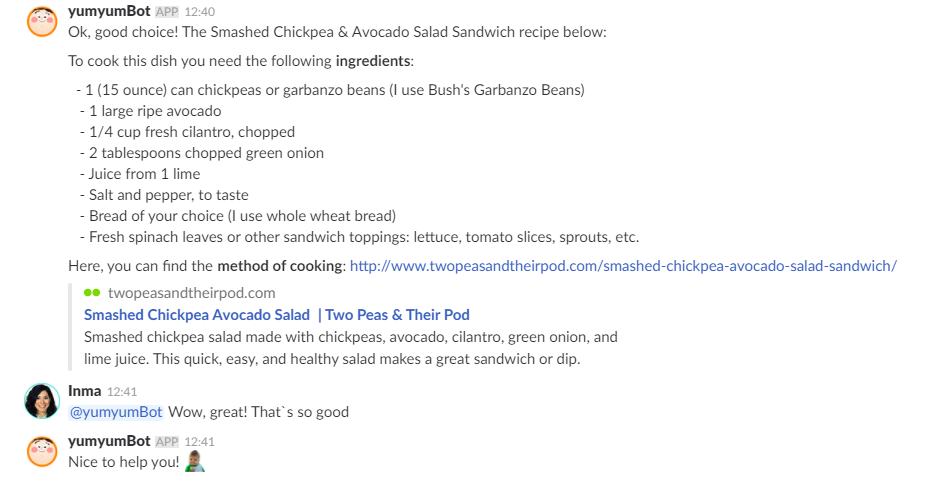 yumyumBot APP 12:40
Ok, good choice! The Smashed Chickpea & Avocado Salad Sandwich recipe below:
To cook this dish you need the following ingredients:
- 1 (15 ounce) can chickpeas or garbanzo beans (I use Bush's Garbanzo Beans)
- 1 large ripe avocado
- 1/4 cup fresh cilantro, chopped
- 2 tablespoons chopped green onion
- Juice from 1 lime
- Salt and pepper, to taste
- Bread of your choice (I use whole wheat bread)
- Fresh spinach leaves or other sandwich toppings: lettuce, tomato slices, sprouts, etc.
Here, you can find the method of cooking: http://www.twopeasandtheirpod.com/smashed-chickpea-avocado-salad-sandwich/
twopeasandtheirpod.com
Smashed Chickpea Avocado Salad | Two Peas & Their Pod
Smashed chickpea salad made with chickpeas, avocado, cilantro, green onion, and
lime juice. This quick, easy, and healthy salad makes a great sandwich or dip.
Inma 12:41
@yumyumBot Wow, great! That`s so good
yumyumBot APP 12:41
Nice to help you!